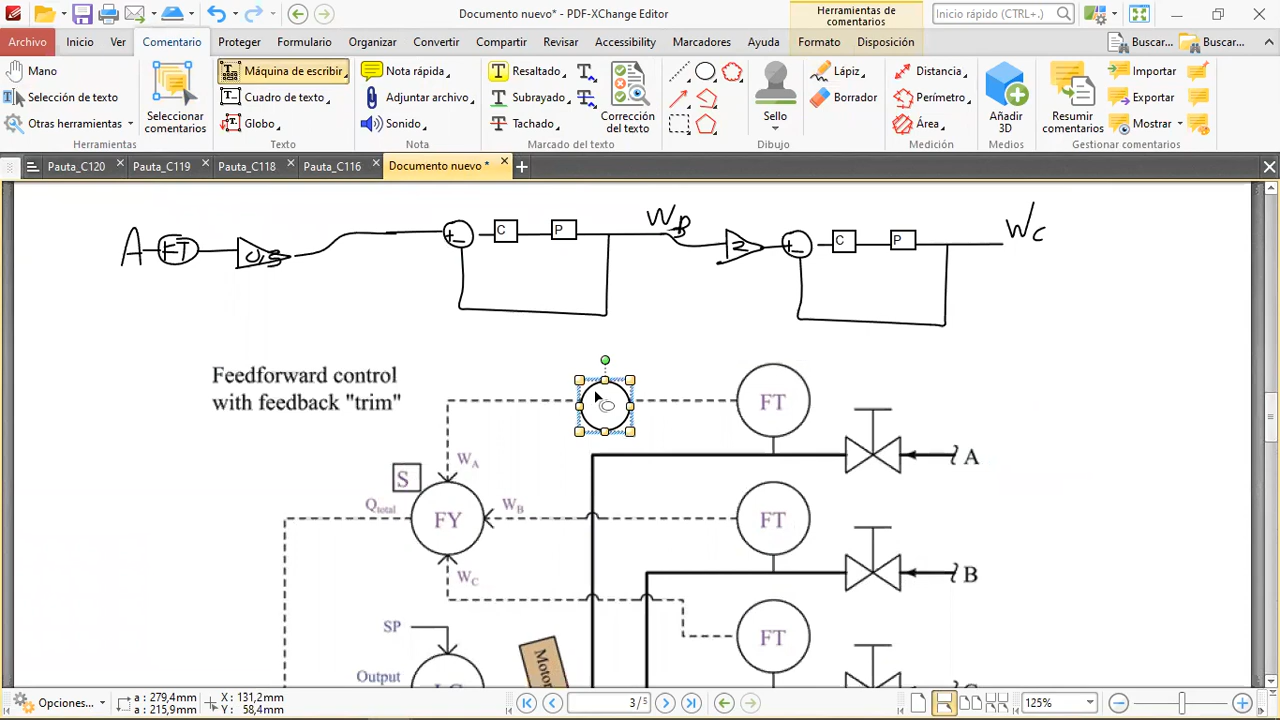 Documento nuevo * - PDF-XChange Editor
Herramientas de comentarios
Inicio rápido (CTRL+.)
Archivo Inicio Ver Comentario Proteger Formulario Organizar Convertir Compartir Revisar Accessibility Marcadores Ayuda Formato Disposición Buscar... Buscar...
Mano
Selección de texto
Otras herramientas
Seleccionar comentarios
Herramientas
Máquina de escribir
Cuadro de texto
Globo
Texto
Nota rápida
Adjuntar archivo
Sonido
Nota
Resaltado
Subrayado
Tachado
Corrección del texto
Marcado del texto
Lápiz
Borrador
Dibujo
Sello
Distancia
Perímetro
Área
Medición
Añadir 3D
Medios
Resumir comentarios
Importar
Exportar
Mostrar
Gestionar comentarios
Pauta_C120 Pauta_C119 Pauta_C118 Pauta_C116 Documento nuevo *
A FT 0,5 + - C P WB 2 + - C P Wc
Feedforward control
with feedback "trim"
FT
A
WA
S
Qtotal
FY
WB
FT
B
WC
SP
FT
Output
Motor
Opciones...
a : 279,4mm
a : 215,9mm
X : 131,2mm
Y : 58,4mm
3 / 5
125%